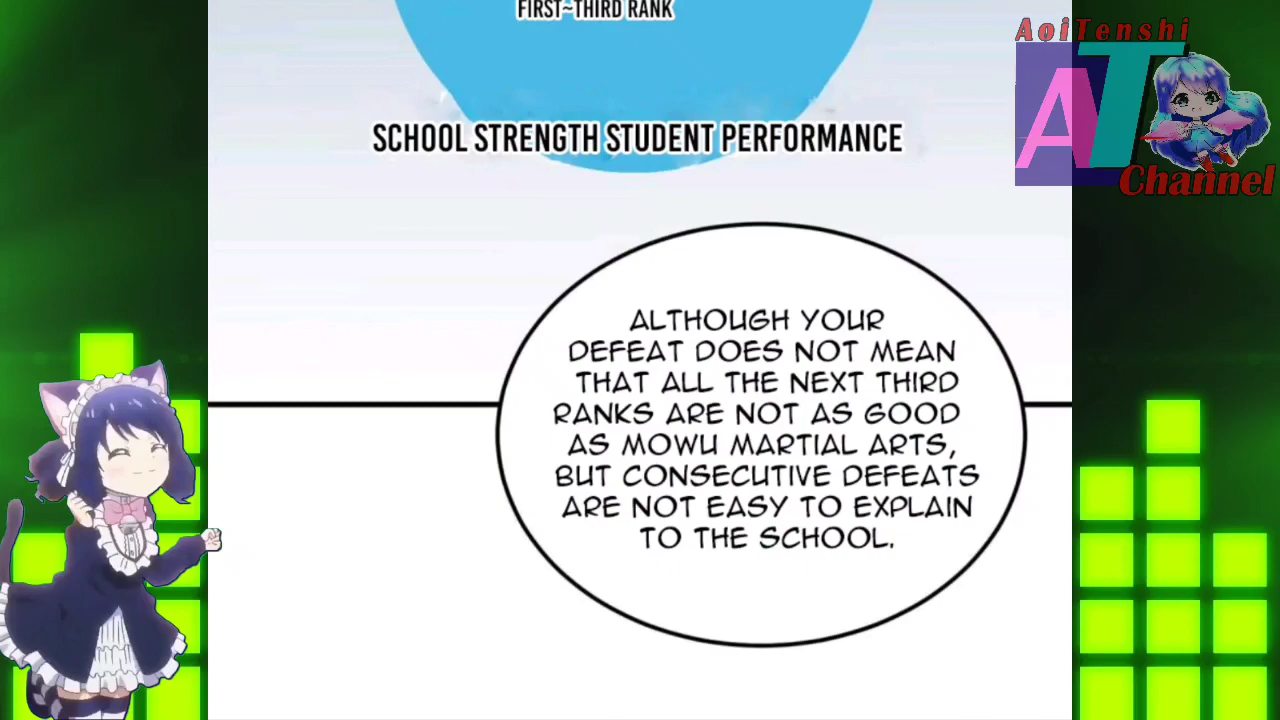 FIRST~THIRD RANK
AoiTenshi
AT
Channel
SCHOOL STRENGTH STUDENT PERFORMANCE
ALTHOUGH YOUR
DEFEAT DOES NOT MEAN
THAT ALL THE NEXT THIRD
RANKS ARE NOT AS GOOD
AS MOWU MARTIAL ARTS,
BUT CONSECUTIVE DEFEATS
ARE NOT EASY TO EXPLAIN
TO THE SCHOOL.